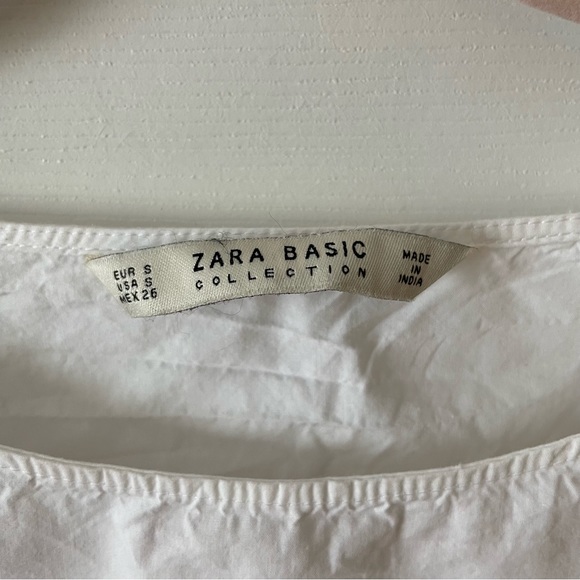 EUR S
USA S
MEX 26
ZARA BASIC
COLLECTION
MADE
IN
INDIA